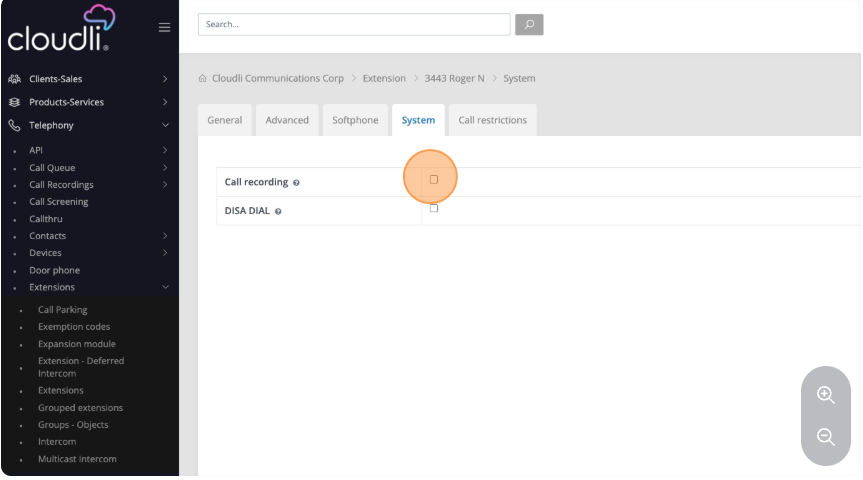 cloudli®
Search...
Clients-Sales
Products-Services
Telephony
API
Call Queue
Call Recordings
Call Screening
Callthru
Contacts
Devices
Door phone
Extensions
Call Parking
Exemption codes
Expansion module
Extension - Deferred
Intercom
Extensions
Grouped extensions
Groups - Objects
Intercom
Multicast Intercom
Cloudli Communications Corp > Extension > 3443 Roger N > System
General Advanced Softphone System Call restrictions
Call recording
DISA DIAL